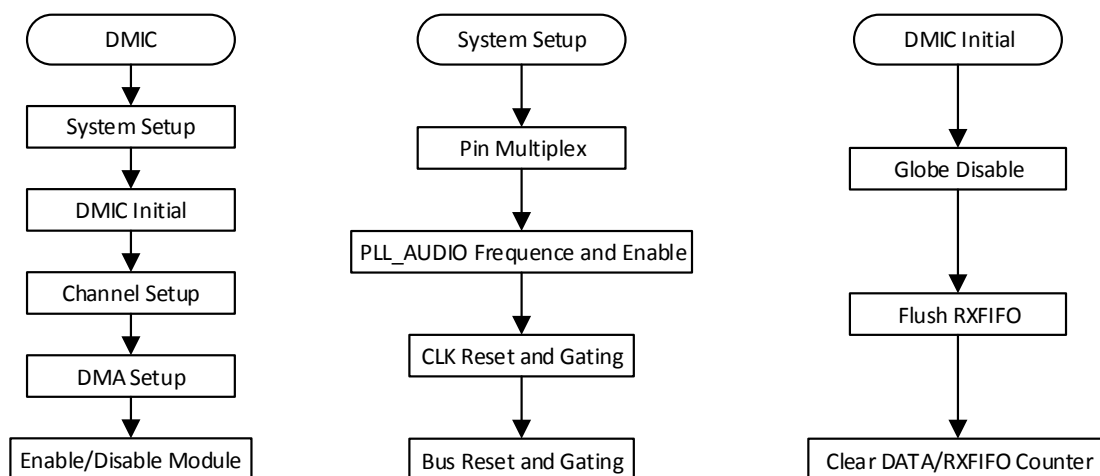 DMIC
System Setup
DMIC Initial
Channel Setup
DMA Setup
Enable/Disable Module
System Setup
Pin Multiplex
PLL_AUDIO Frequence and Enable
CLK Reset and Gating
Bus Reset and Gating
DMIC Initial
Globe Disable
Flush RXFIFO
Clear DATA/RXFIFO Counter